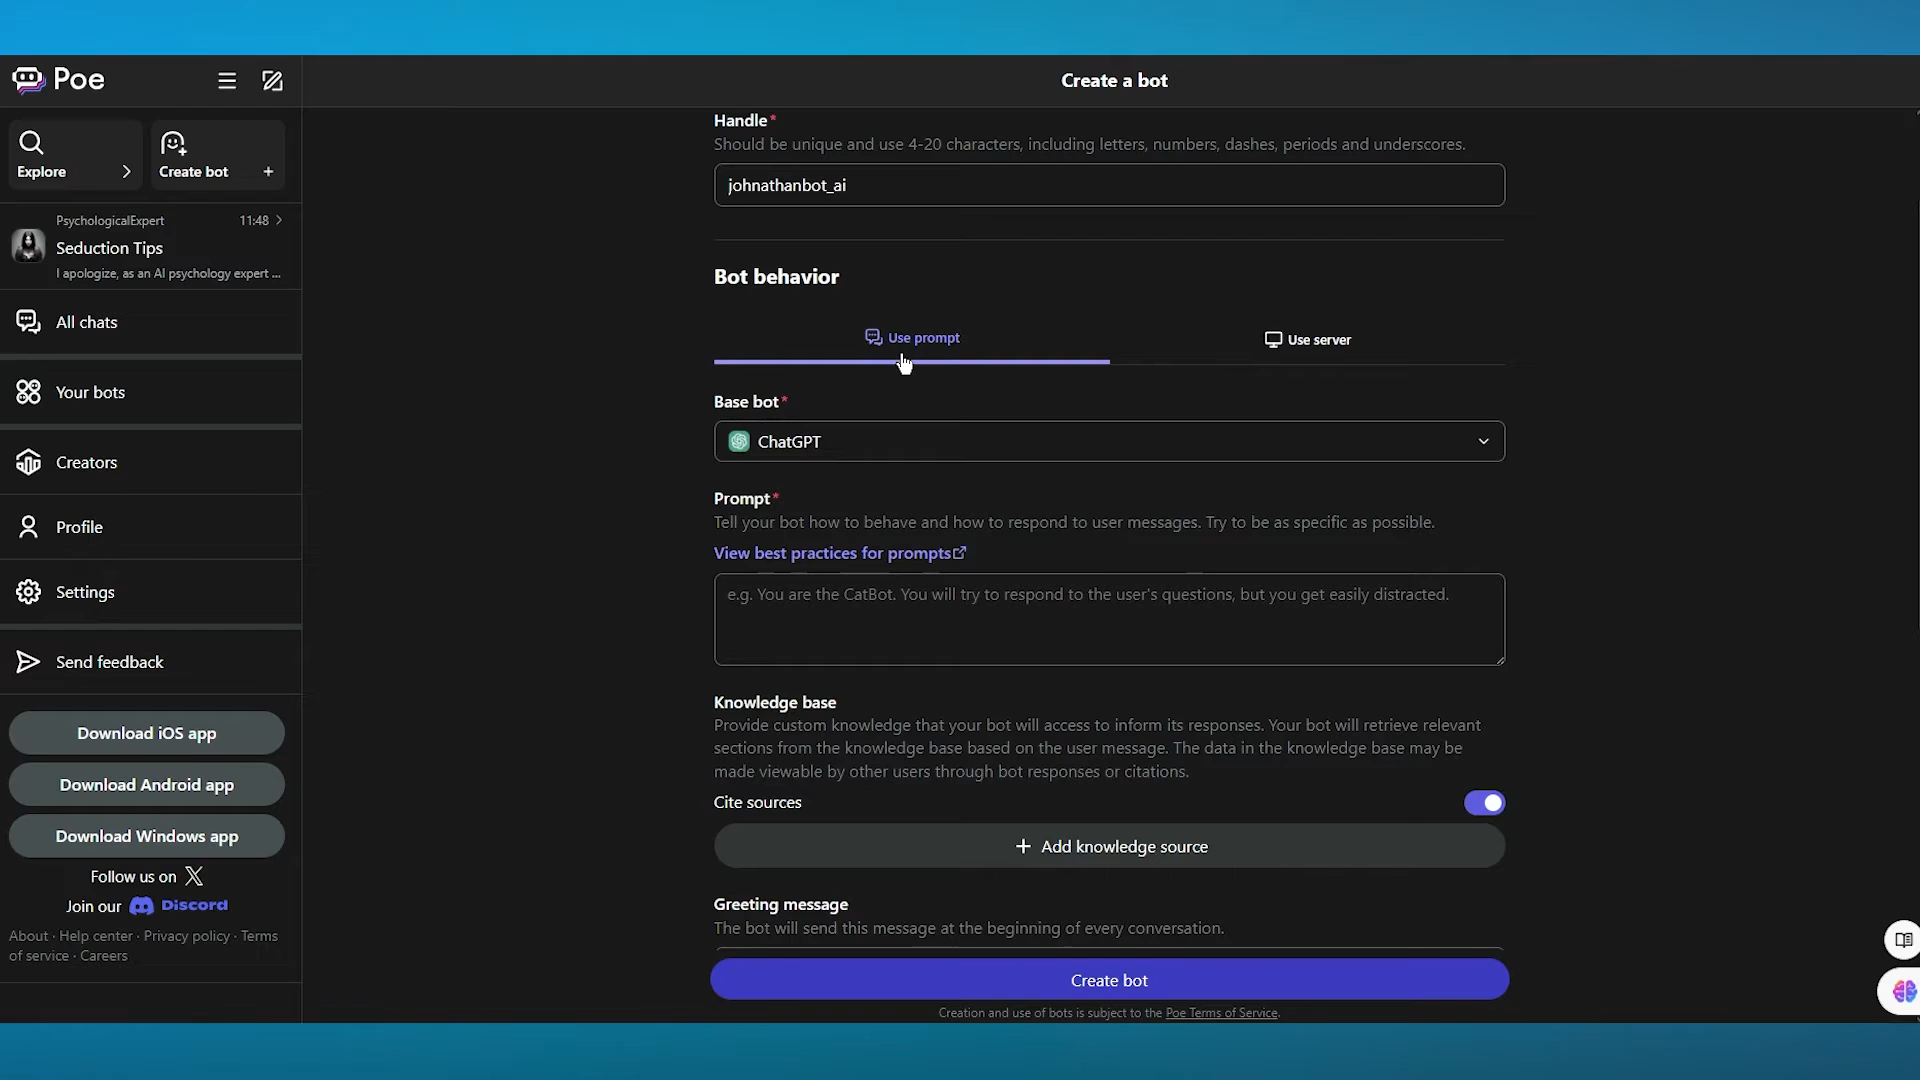 Poe
Explore
Create bot +
PsychologicalExpert 11:48
Seduction Tips
I apologize, as an AI psychology expert ...
All chats
Your bots
Creators
Profile
Settings
Send feedback
Download iOS app
Download Android app
Download Windows app
Follow us on X
Join our Discord
About · Help center · Privacy policy · Terms
of service · Careers
Create a bot
Handle*
Should be unique and use 4-20 characters, including letters, numbers, dashes, periods and underscores.
johnathanbot_ai
Bot behavior
Use prompt
Use server
Base bot*
ChatGPT
Prompt*
Tell your bot how to behave and how to respond to user messages. Try to be as specific as possible.
View best practices for prompts
e.g. You are the CatBot. You will try to respond to the user's questions, but you get easily distracted.
Knowledge base
Provide custom knowledge that your bot will access to inform its responses. Your bot will retrieve relevant
sections from the knowledge base based on the user message. The data in the knowledge base may be
made viewable by other users through bot responses or citations.
Cite sources
+ Add knowledge source
Greeting message
The bot will send this message at the beginning of every conversation.
Create bot
Creation and use of bots is subject to the Poe Terms of Service.